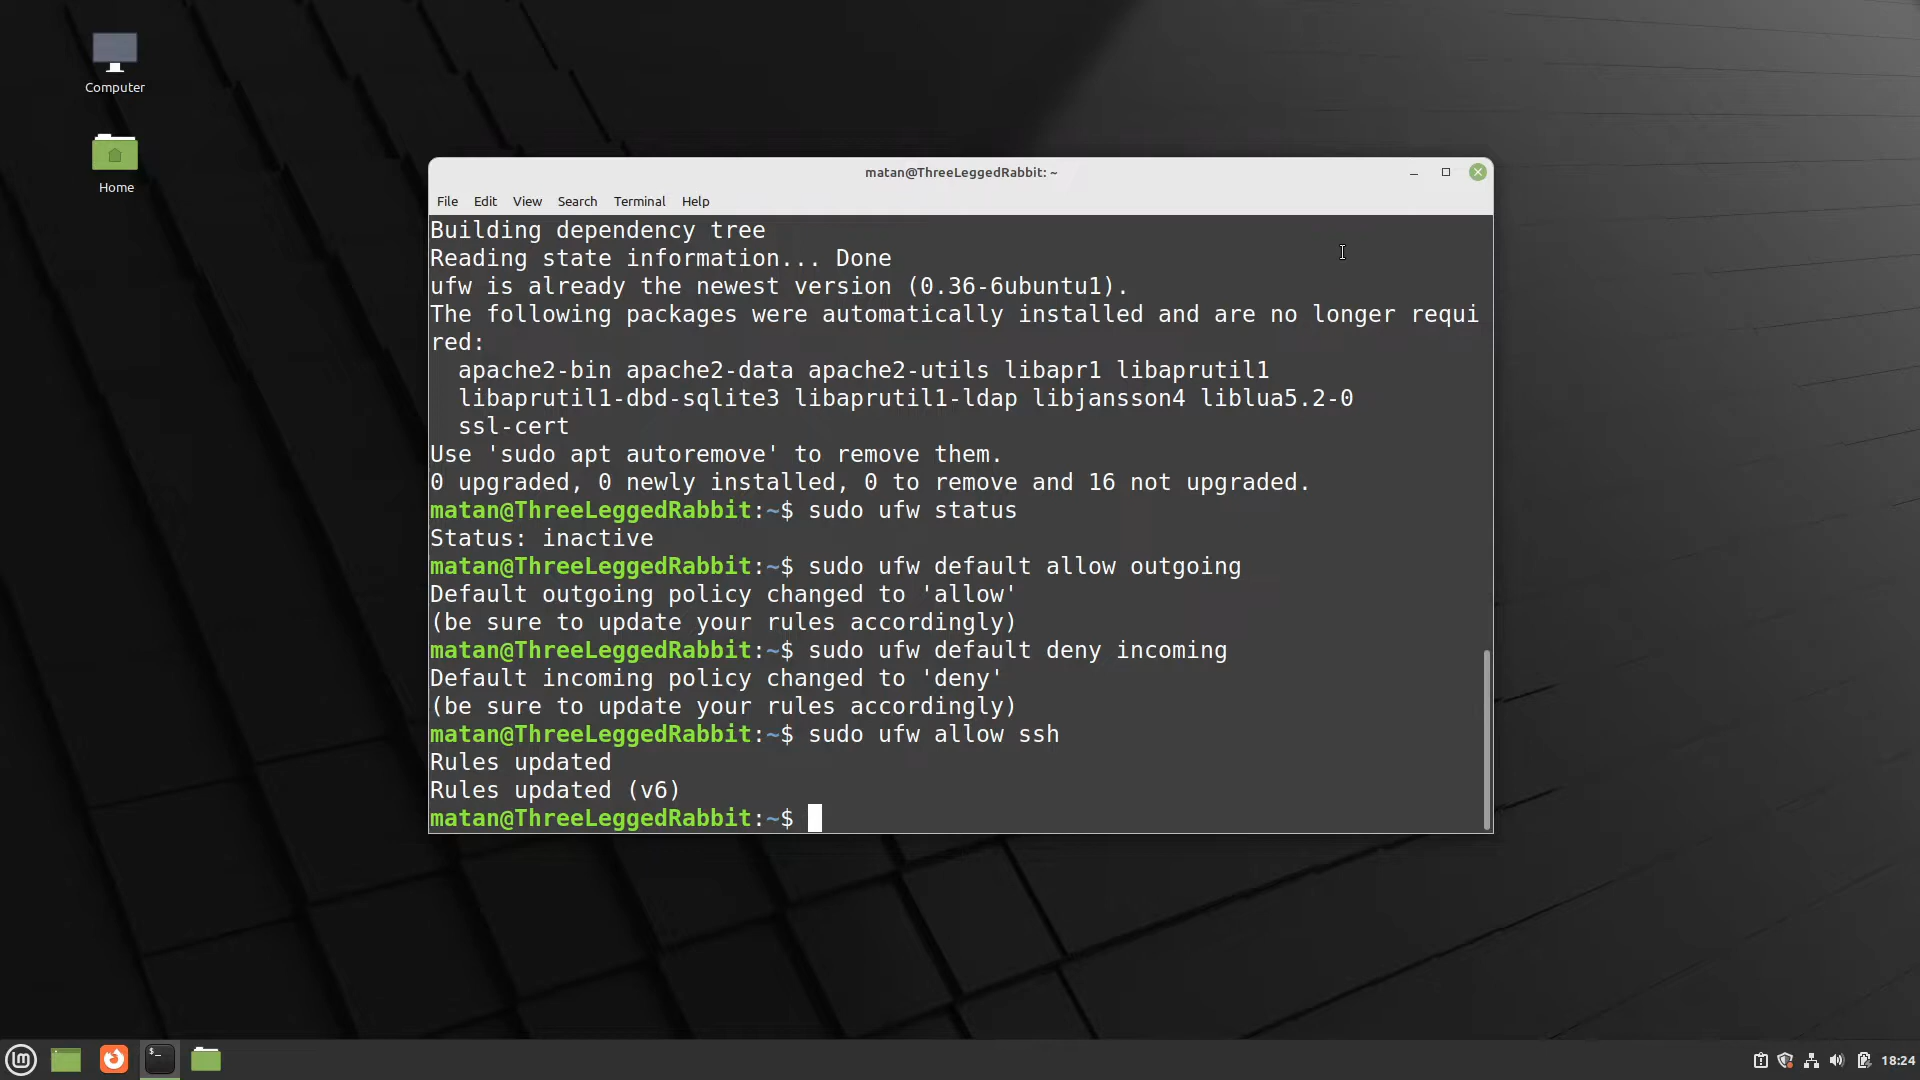 Computer
Home
matan@ThreeLeggedRabbit: ~
File Edit View Search Terminal Help
Building dependency tree
Reading state information... Done
ufw is already the newest version (0.36-6ubuntu1).
The following packages were automatically installed and are no longer requi
red:
  apache2-bin apache2-data apache2-utils libapr1 libaprutil1
  libaprutil1-dbd-sqlite3 libaprutil1-ldap libjansson4 liblua5.2-0
  ssl-cert
Use 'sudo apt autoremove' to remove them.
0 upgraded, 0 newly installed, 0 to remove and 16 not upgraded.
matan@ThreeLeggedRabbit:~$ sudo ufw status
Status: inactive
matan@ThreeLeggedRabbit:~$ sudo ufw default allow outgoing
Default outgoing policy changed to 'allow'
(be sure to update your rules accordingly)
matan@ThreeLeggedRabbit:~$ sudo ufw default deny incoming
Default incoming policy changed to 'deny'
(be sure to update your rules accordingly)
matan@ThreeLeggedRabbit:~$ sudo ufw allow ssh
Rules updated
Rules updated (v6)
matan@ThreeLeggedRabbit:~$
18:24